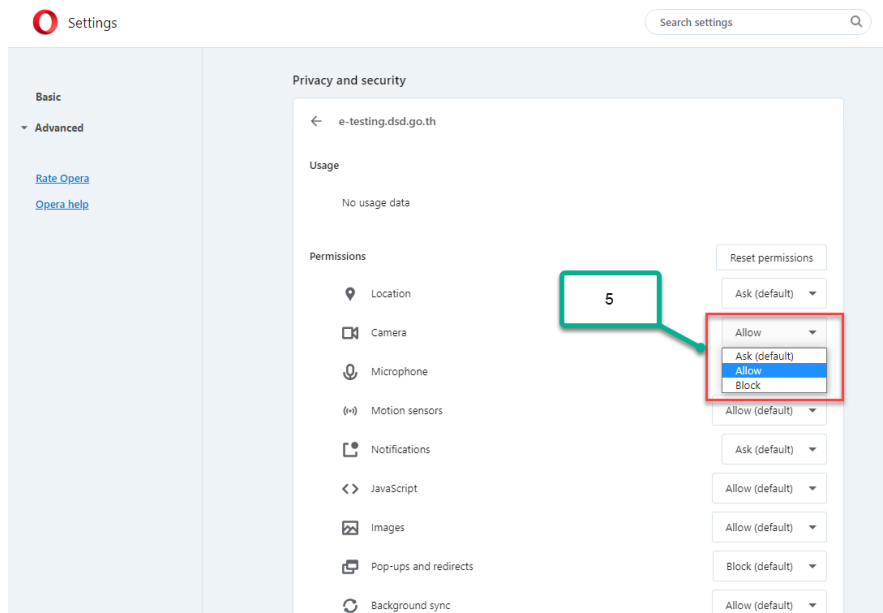 Settings
Search settings
Basic
Advanced
Rate Opera
Opera help
Privacy and security
e-testing.dsd.go.th
Usage
No usage data
Permissions
Reset permissions
Location
Ask (default)
5
Camera
Allow
Ask (default)
Allow
Block
Microphone
Motion sensors
Allow (default)
Notifications
Ask (default)
JavaScript
Allow (default)
Images
Allow (default)
Pop-ups and redirects
Block (default)
Background sync
Allow (default)